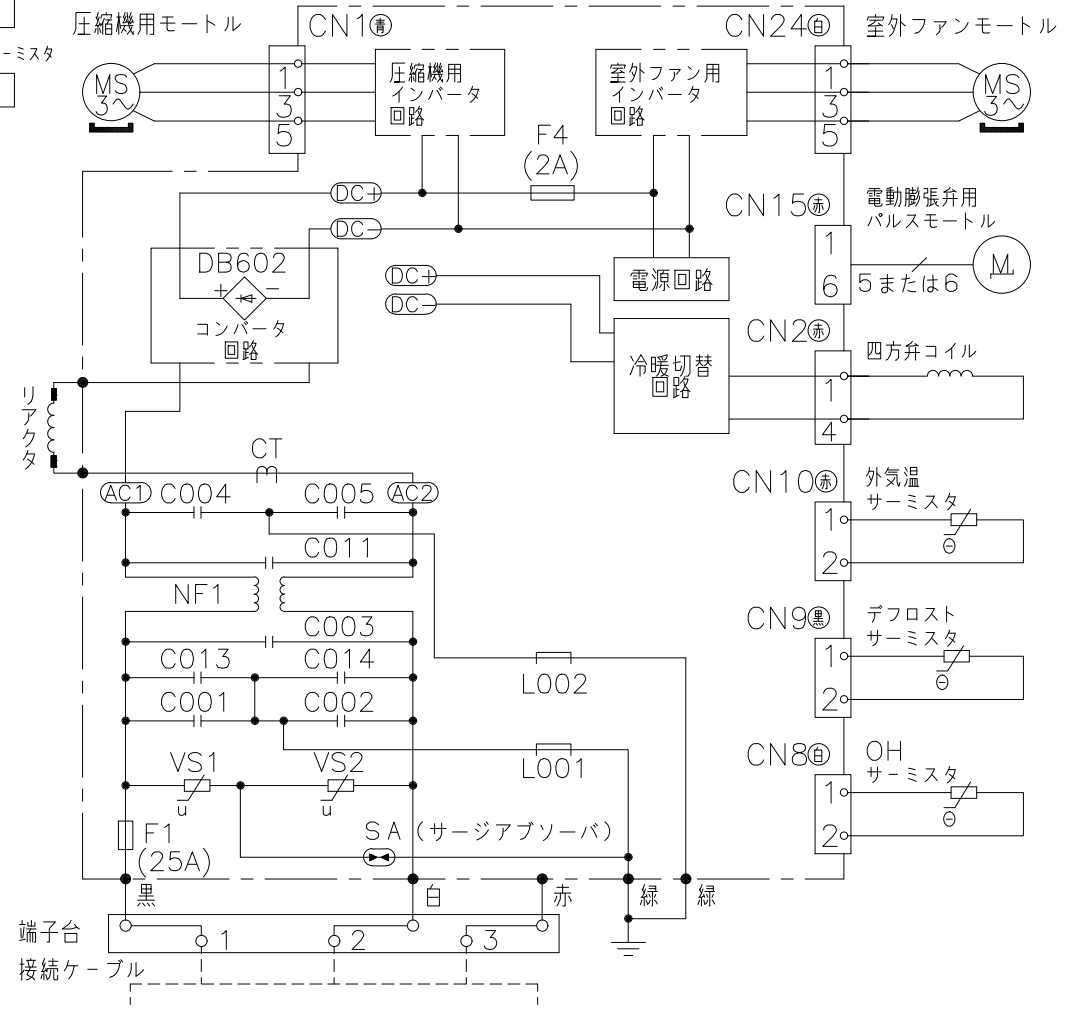 圧縮機用モートル
CN1青
CN24白
室外ファンモートル
ーミスタ
MS
3～
1
3
5
圧縮機用
インバータ
回路
室外ファン用
インバータ
回路
1
3
5
MS
3～
F4
(2A)
DC+
DC-
CN15赤
電動膨張弁用
パルスモートル
1
6
5または6
M
DB602
+
-
コンバータ
回路
DC+
DC-
電源回路
CN2赤
四方弁コイル
冷暖切替
回路
1
4
リアクタ
CT
AC1
C004
C005
AC2
CN10赤
外気温
サーミスタ
1
2
Θ
C011
NF1
C003
C013
C014
L002
CN9黒
デフロスト
サーミスタ
1
2
Θ
C001
C002
L001
CN8白
OH
サーミスタ
1
2
Θ
VS1
u
VS2
u
F1
(25A)
SA（サージアブソーバ）
黒
白
赤
緑
緑
端子台
1
2
3
接続ケーブル